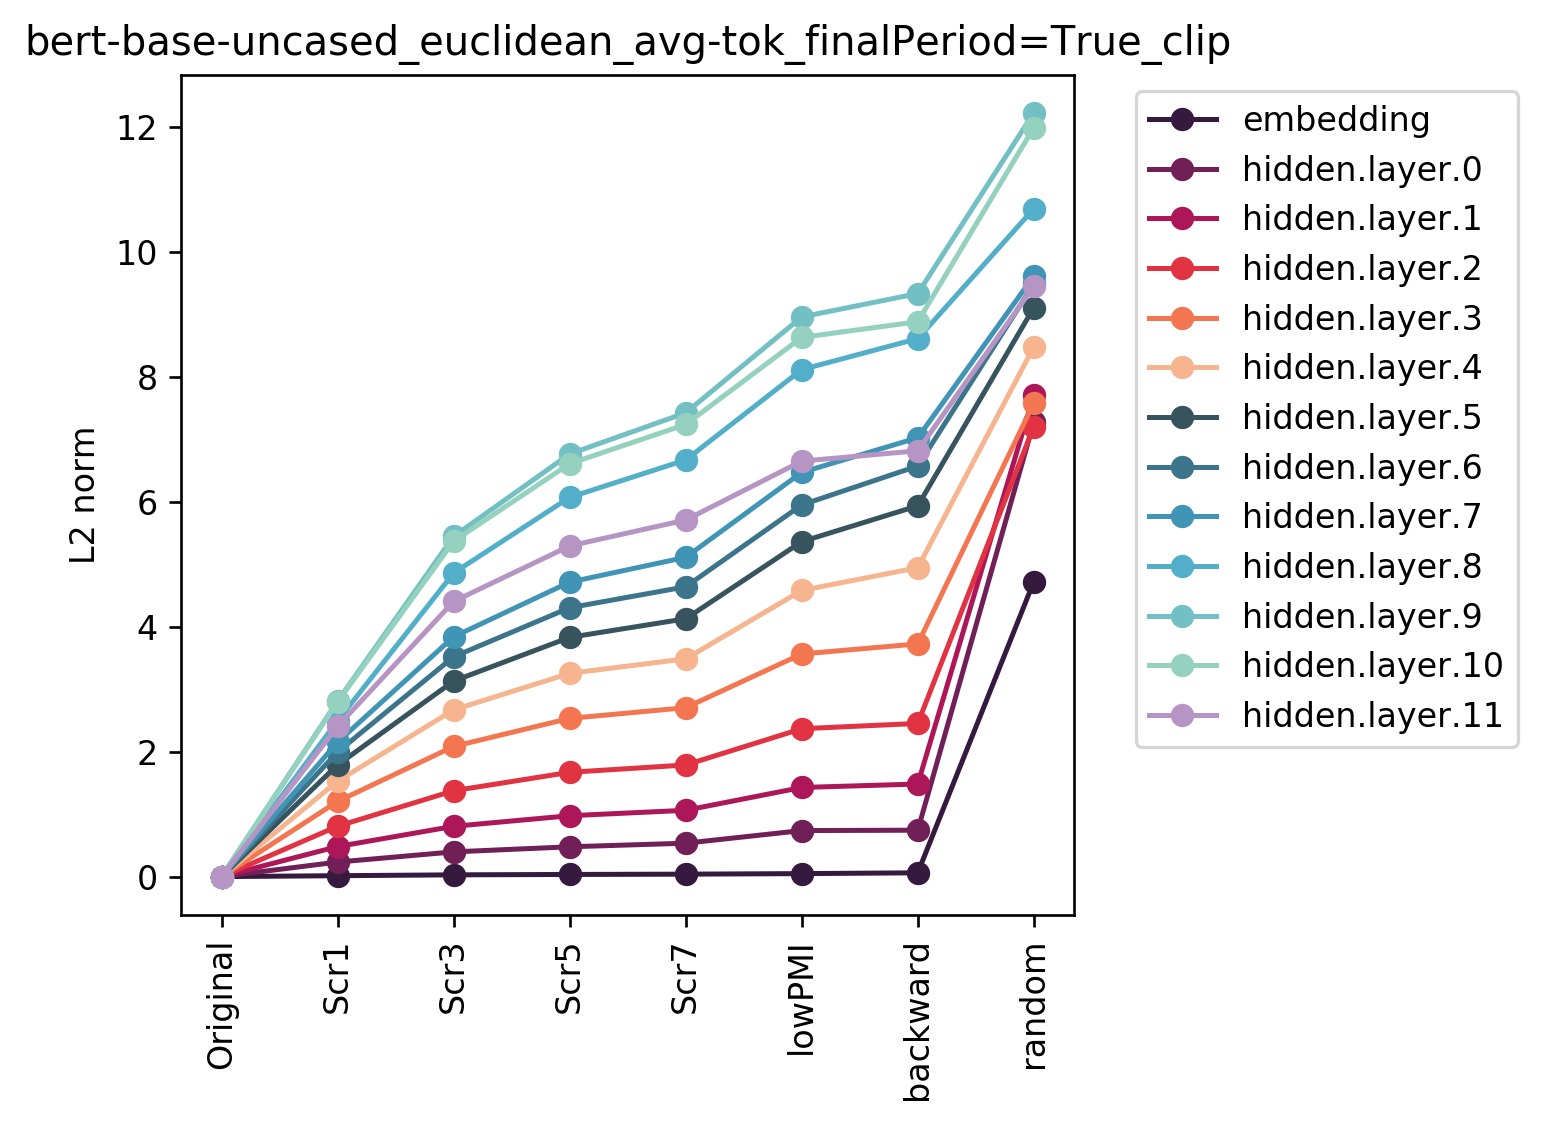 bert-base-uncased_euclidean_avg-tok_finalPeriod=True_clip
L2 norm
12
10
8
6
4
2
0
Original
Scr1
Scr3
Scr5
Scr7
lowPMI
backward
random
embedding
hidden.layer.0
hidden.layer.1
hidden.layer.2
hidden.layer.3
hidden.layer.4
hidden.layer.5
hidden.layer.6
hidden.layer.7
hidden.layer.8
hidden.layer.9
hidden.layer.10
hidden.layer.11